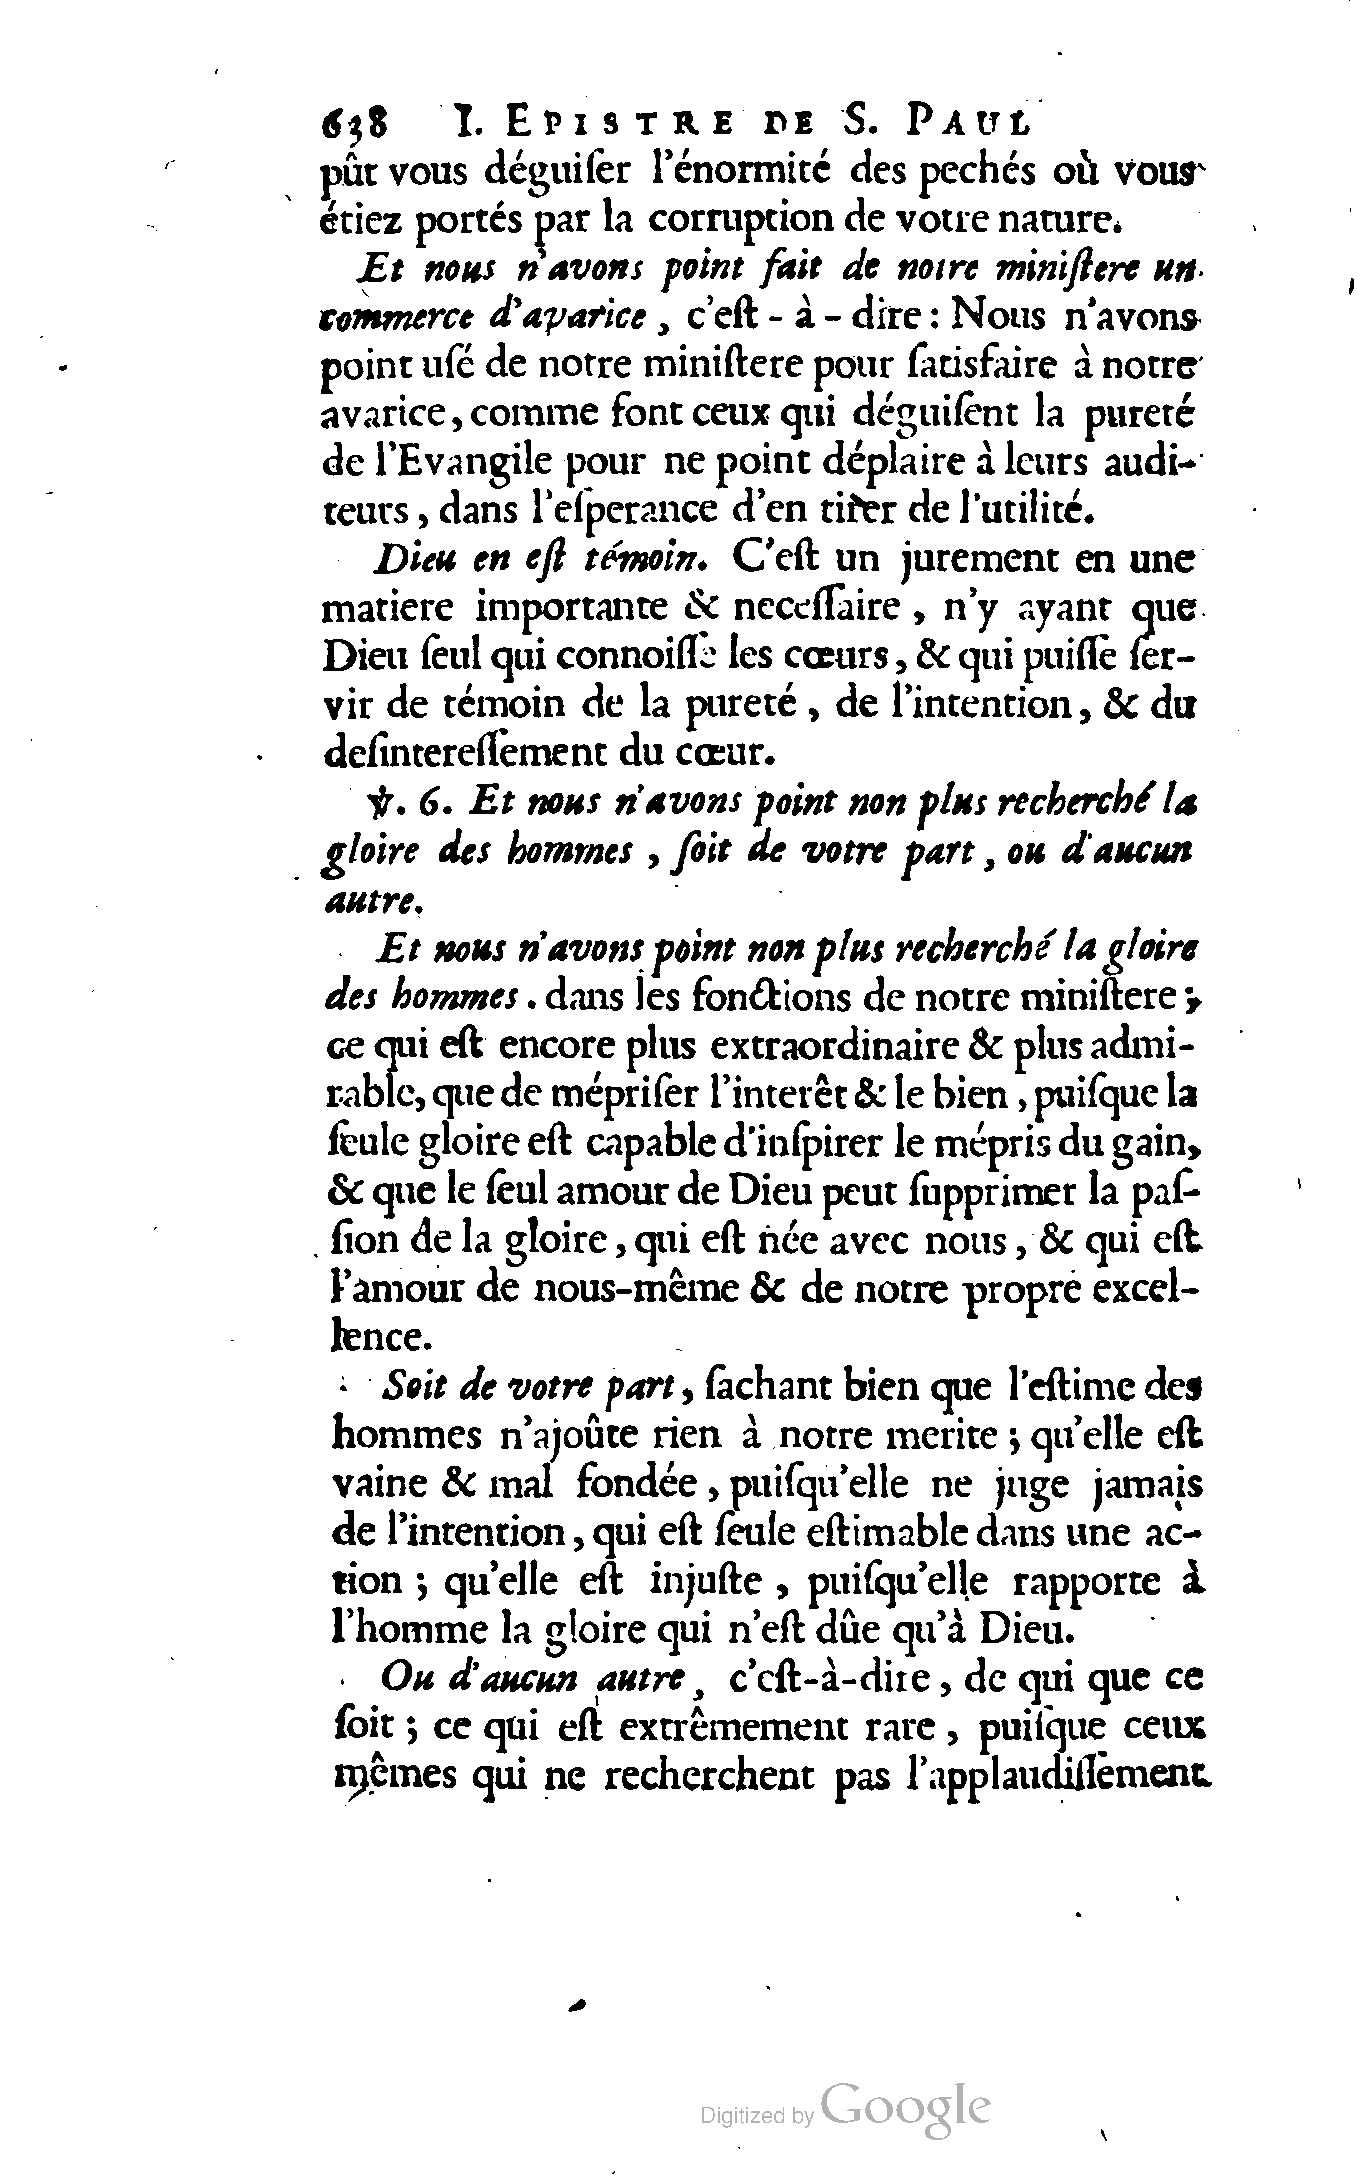 638 I. EPISTRE DE S. PAUL
pût vous déguiſer l'énormité des pechés où vous
étiez portés par la corruption de votre nature.
Et nous n'avons point fait de notre miniſtere un
commerce d'avarice, c'eſt - à - dire : Nous n'avons
point uſé de notre miniſtere pour ſatisfaire à notre
avarice, comme font ceux qui déguiſent la pureté
de l'Evangile pour ne point déplaire à leurs audi-
teurs, dans l'eſperance d'en tirer de l'utilité.
Dieu en eſt témoin. C'eſt un jurement en une
matiere importante & neceſſaire, n'y ayant que
Dieu ſeul qui connoiſſe les cœurs, & qui puiſſe ſer-
vir de témoin de la pureté, de l'intention, & du
deſintereſſement du cœur.
℣. 6. Et nous n'avons point non plus recherché la
gloire des hommes, ſoit de votre part, ou d'aucun
autre.
Et nous n'avons point non plus recherché la gloire
des hommes. dans les fonctions de notre miniſtere ;
ce qui eſt encore plus extraordinaire & plus admi-
rable, que de mépriſer l'interêt & le bien, puiſque la
ſeule gloire eſt capable d'inſpirer le mépris du gain,
& que le ſeul amour de Dieu peut ſupprimer la paſ-
ſion de la gloire, qui eſt née avec nous, & qui eſt
l'amour de nous-même & de notre propre excel-
lence.
Soit de votre part, ſachant bien que l'eſtime des
hommes n'ajoûte rien à notre merite ; qu'elle eſt
vaine & mal fondée, puiſqu'elle ne juge jamais
de l'intention, qui eſt ſeule eſtimable dans une ac-
tion ; qu'elle eſt injuſte, puiſqu'elle rapporte à
l'homme la gloire qui n'eſt dûe qu'à Dieu.
Ou d'aucun autre, c'eſt-à-dire, de qui que ce
ſoit ; ce qui eſt extrêmement rare, puiſque ceux
mêmes qui ne recherchent pas l'applaudiſſement
Digitized by Google